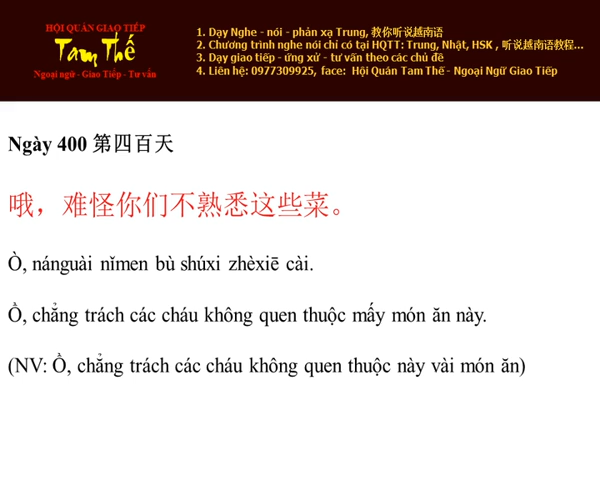 HỘI QUÁN GIAO TIẾP
Tam Thế
Ngoại ngữ - Giao Tiếp - Tư vấn
1. Dạy Nghe - nói - phản xạ Trung, 教你听说越南语
2. Chương trình nghe nói chỉ có tại HQTT: Trung, Nhật, HSK , 听说越南语教程...
3. Dạy giao tiếp - ứng xử - tư vấn theo các chủ đề
4. Liên hệ: 0977309925, face: Hội Quán Tam Thế - Ngoại Ngữ Giao Tiếp
Ngày 400 第四百天
哦，难怪你们不熟悉这些菜。
Ò, nánguài nǐmen bù shúxi zhèxiē cài.
Ồ, chẳng trách các cháu không quen thuộc mấy món ăn này.
(NV: Ồ, chẳng trách các cháu không quen thuộc này vài món ăn)